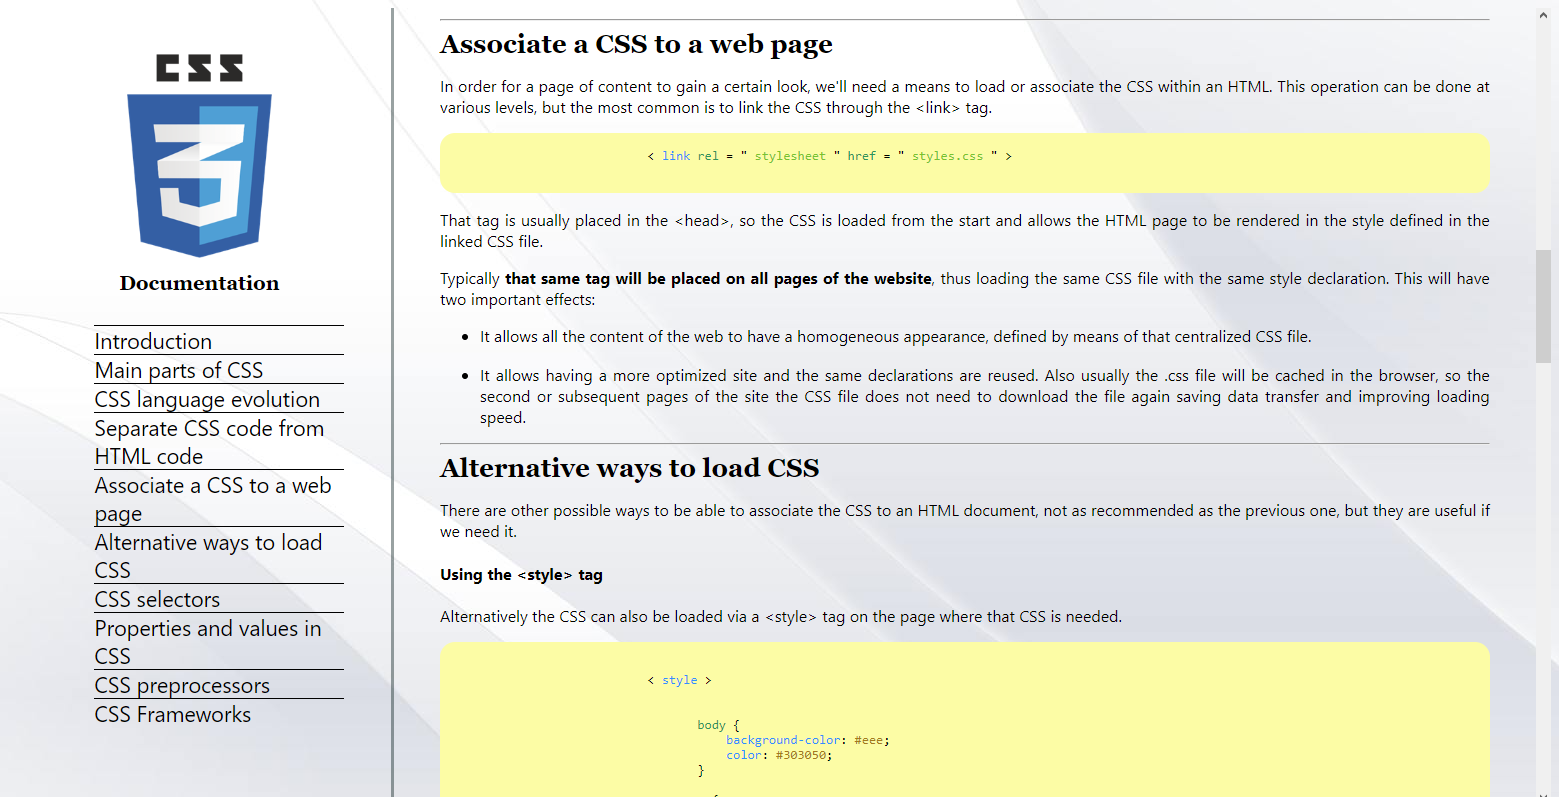 CSS
3
Documentation
Introduction
Main parts of CSS
CSS language evolution
Separate CSS code from
HTML code
Associate a CSS to a web
page
Alternative ways to load
CSS
CSS selectors
Properties and values in
CSS
CSS preprocessors
CSS Frameworks
Associate a CSS to a web page
In order for a page of content to gain a certain look, we'll need a means to load or associate the CSS within an HTML. This operation can be done at
various levels, but the most common is to link the CSS through the <link> tag.
< link rel = " stylesheet " href = " styles.css " >
That tag is usually placed in the <head>, so the CSS is loaded from the start and allows the HTML page to be rendered in the style defined in the
linked CSS file.
Typically that same tag will be placed on all pages of the website, thus loading the same CSS file with the same style declaration. This will have
two important effects:
• It allows all the content of the web to have a homogeneous appearance, defined by means of that centralized CSS file.
• It allows having a more optimized site and the same declarations are reused. Also usually the .css file will be cached in the browser, so the
second or subsequent pages of the site the CSS file does not need to download the file again saving data transfer and improving loading
speed.
Alternative ways to load CSS
There are other possible ways to be able to associate the CSS to an HTML document, not as recommended as the previous one, but they are useful if
we need it.
Using the <style> tag
Alternatively the CSS can also be loaded via a <style> tag on the page where that CSS is needed.
< style >
body {
background-color: #eee;
color: #303050;
}